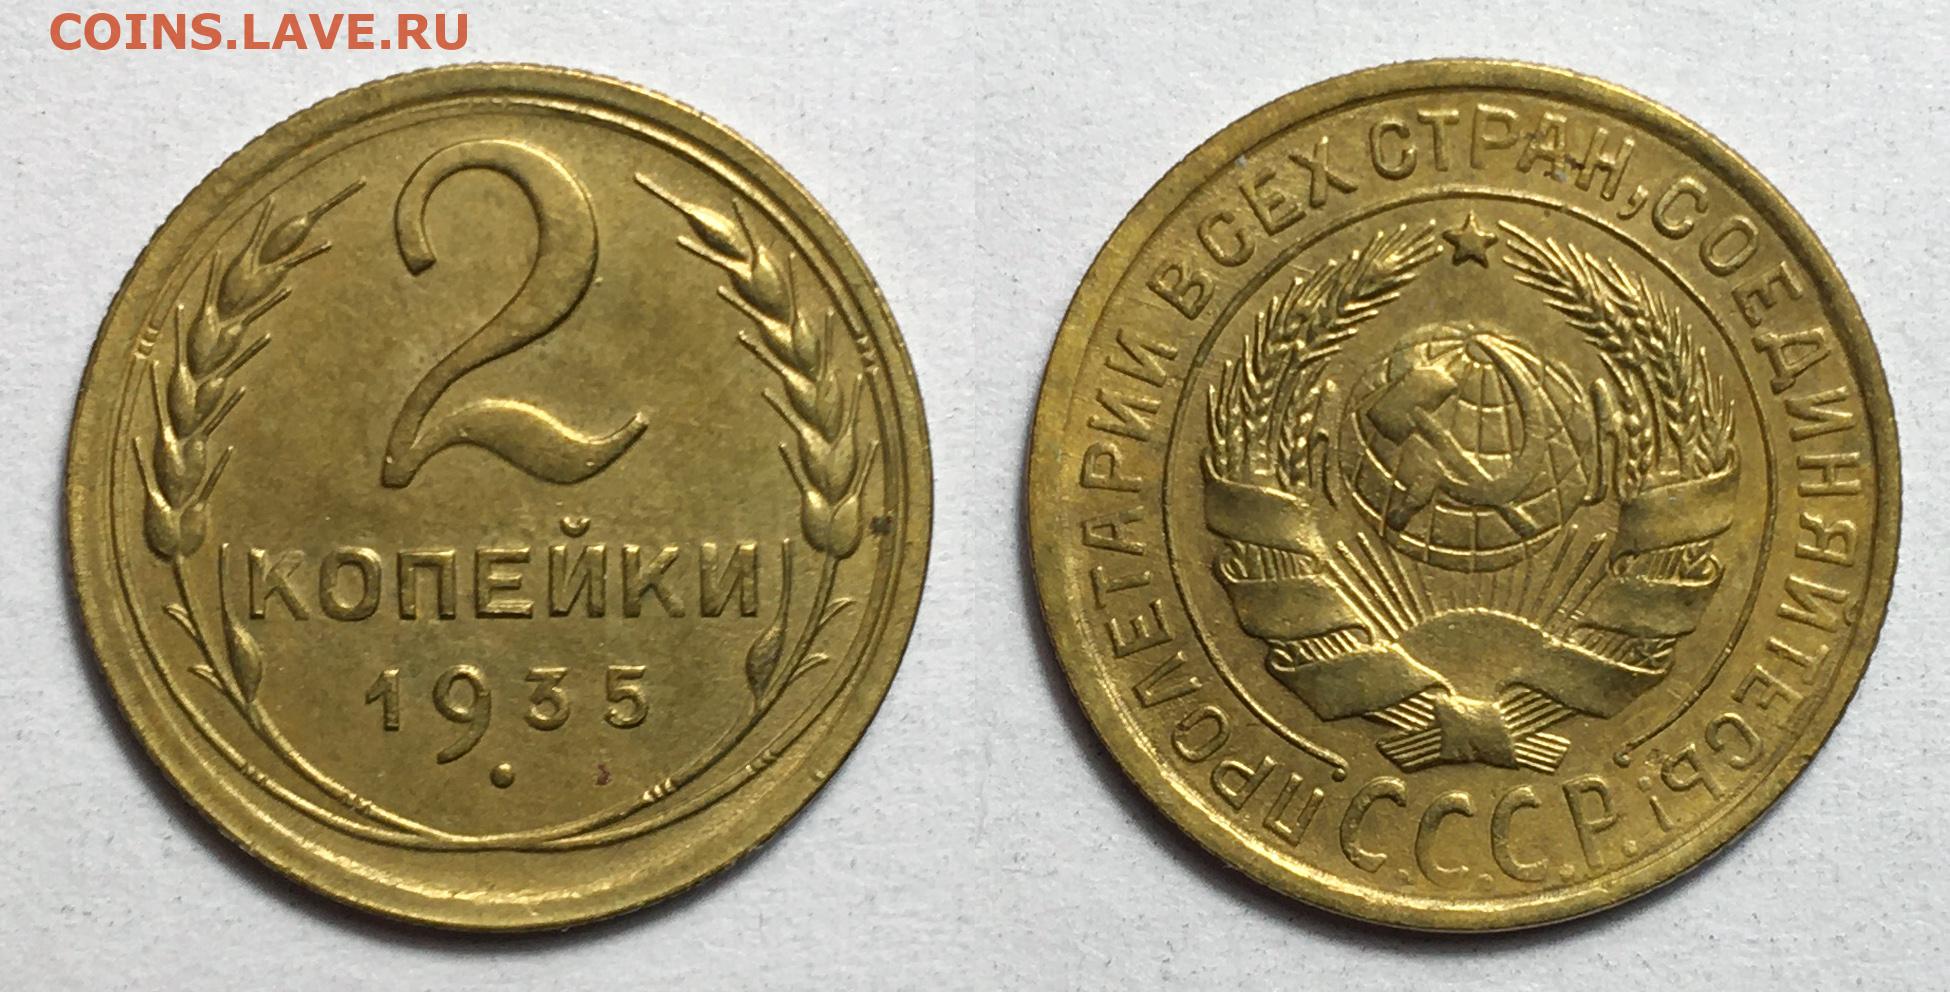 COINS.LAVE.RU
2
КОПЕЙКИ
1935
ПРОЛЕТАРИИ ВСЕХ СТРАН, СОЕДИНЯЙТЕСЬ!
С.С.С.Р.